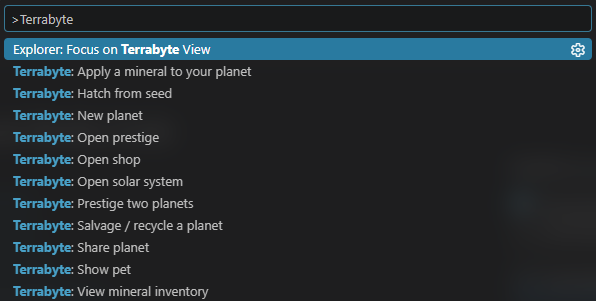 >Terrabyte
Explorer: Focus on Terrabyte View
Terrabyte: Apply a mineral to your planet
Terrabyte: Hatch from seed
Terrabyte: New planet
Terrabyte: Open prestige
Terrabyte: Open shop
Terrabyte: Open solar system
Terrabyte: Prestige two planets
Terrabyte: Salvage / recycle a planet
Terrabyte: Share planet
Terrabyte: Show pet
Terrabyte: View mineral inventory